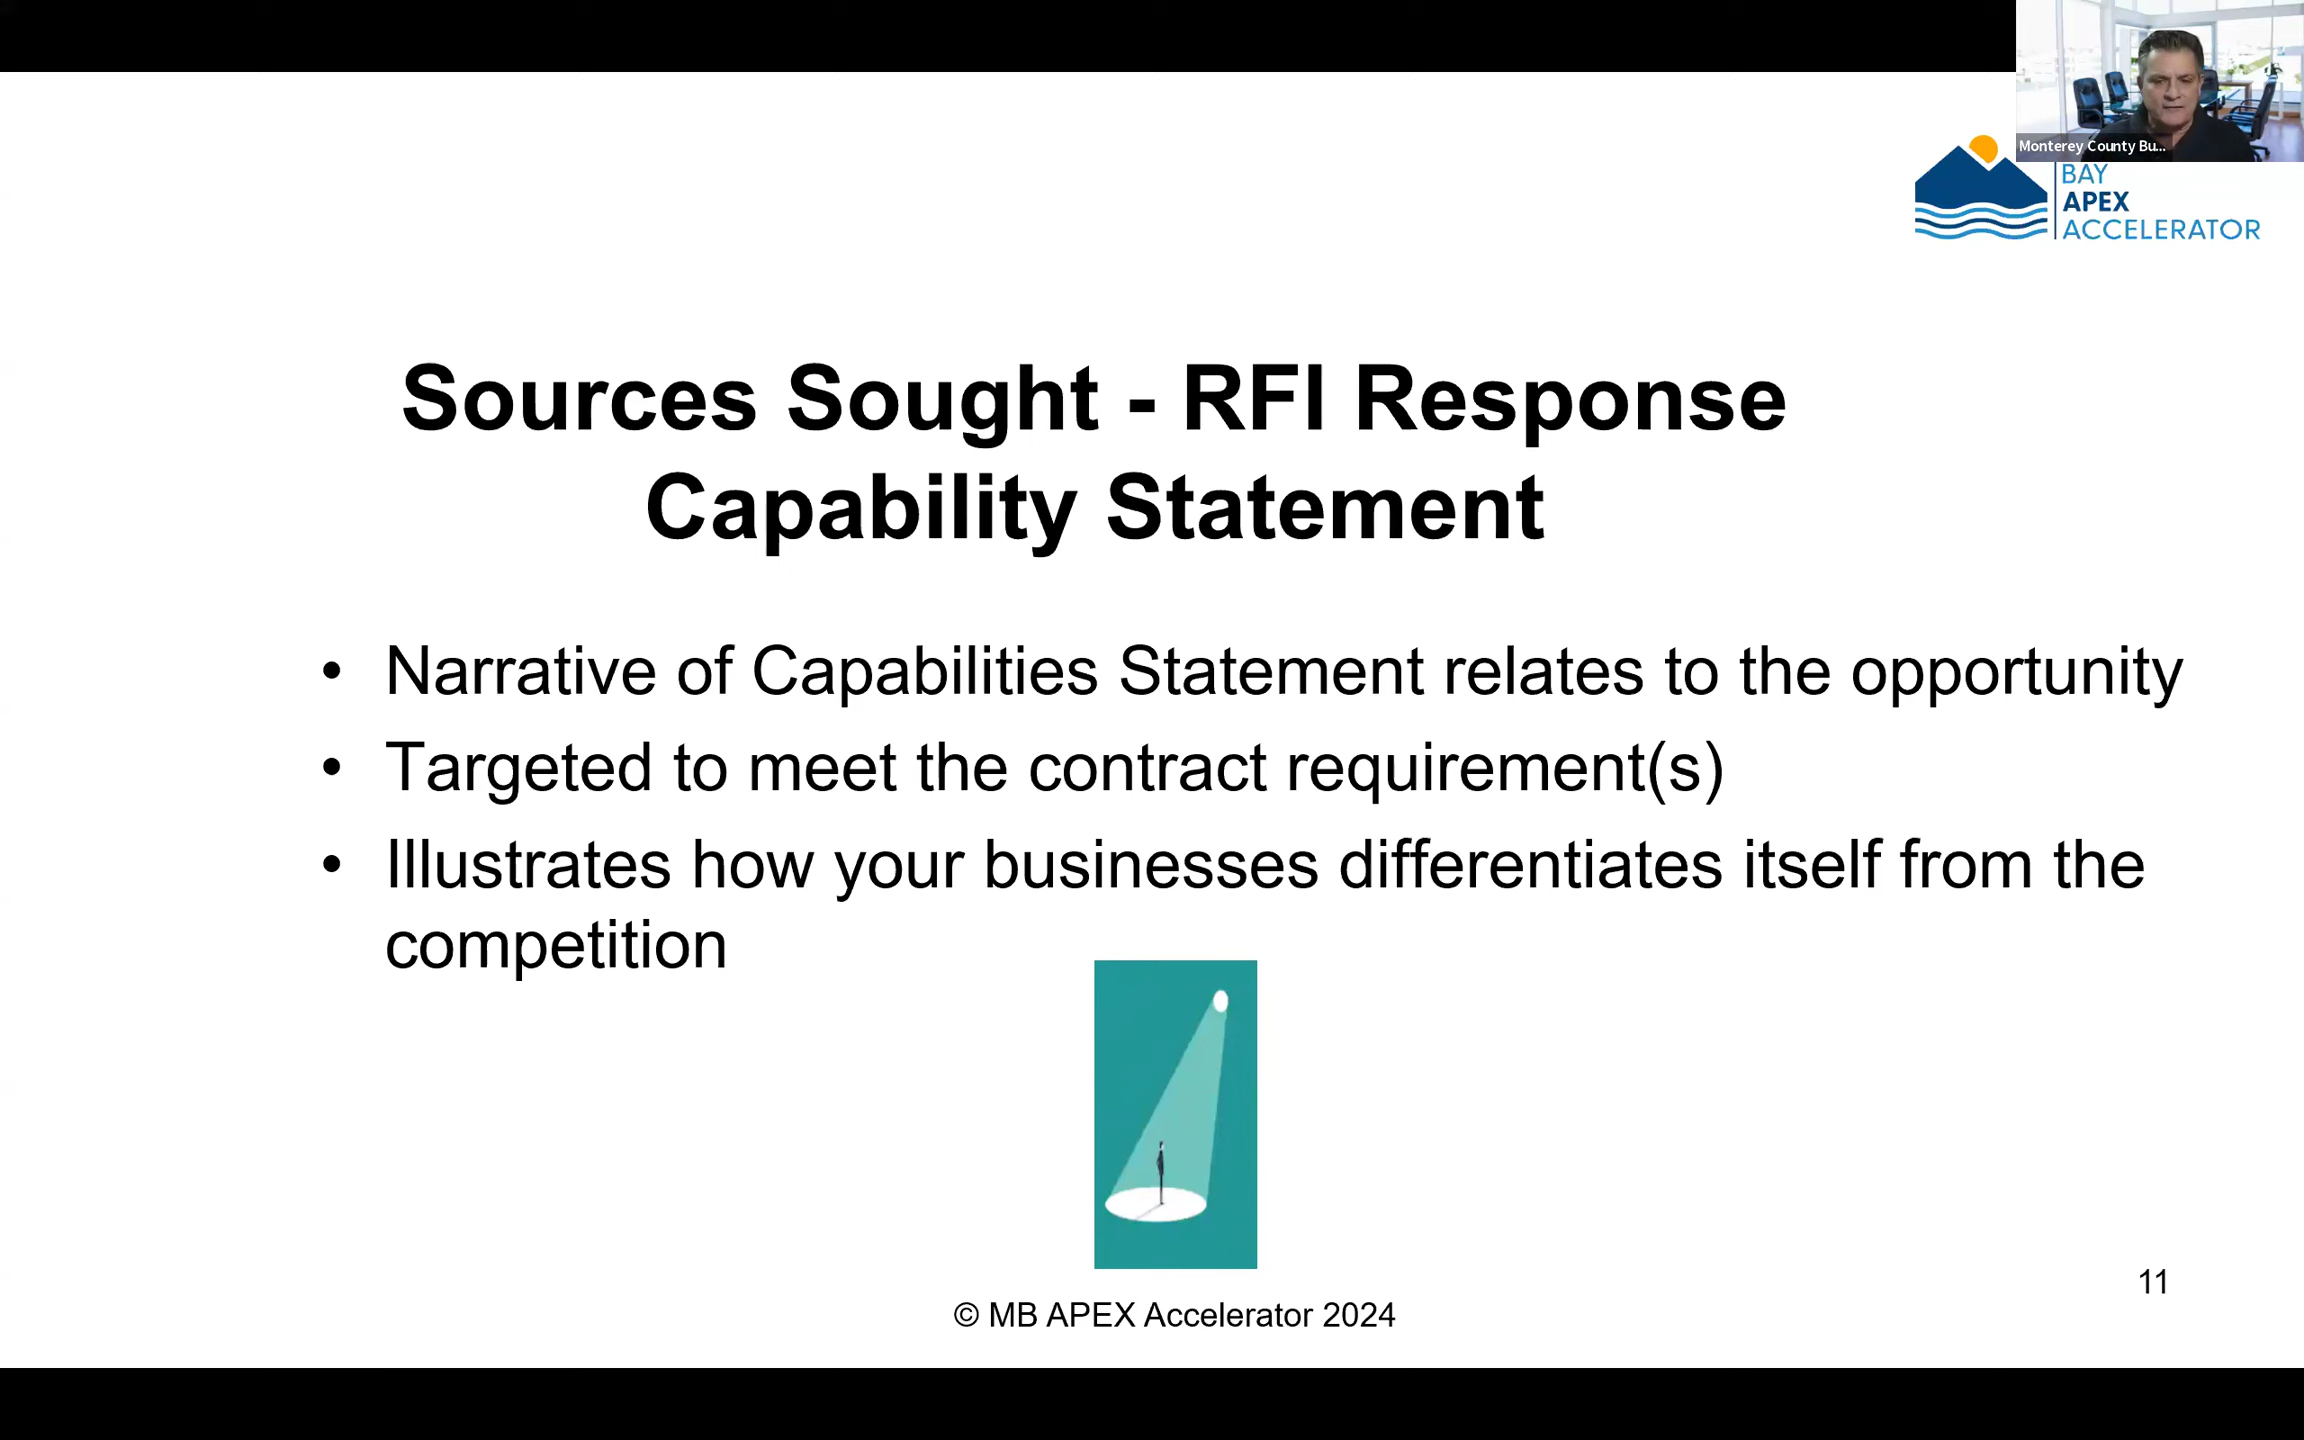 Monterey County Bu...
BAY
APEX
ACCELERATOR
Sources Sought - RFI Response
Capability Statement
• Narrative of Capabilities Statement relates to the opportunity
• Targeted to meet the contract requirement(s)
• Illustrates how your businesses differentiates itself from the
competition
11
© MB APEX Accelerator 2024